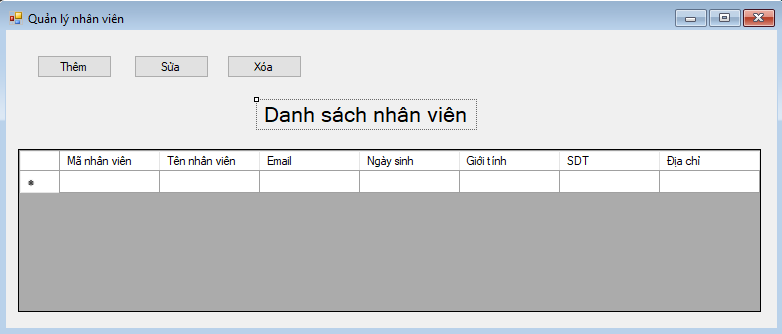 Quản lý nhân viên
Thêm Sửa Xóa
Danh sách nhân viên
Mã nhân viên Tên nhân viên Email Ngày sinh Giới tính SDT Địa chỉ